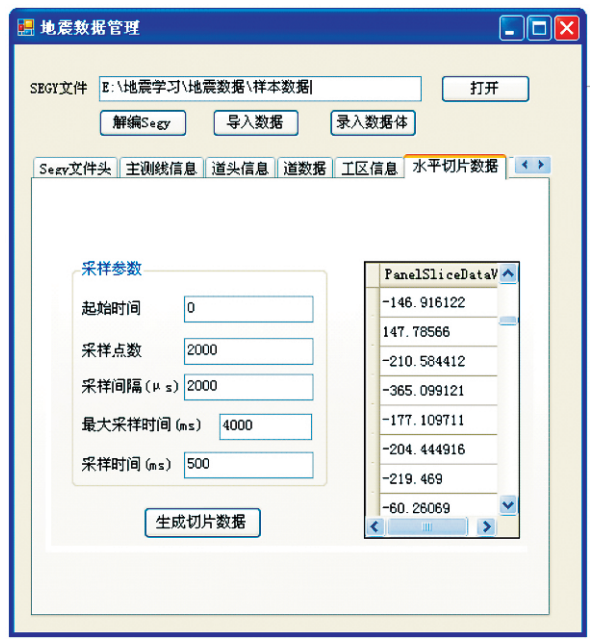 地震数据管理
SEGY文件 E:\地震学习\地震数据\样本数据 打开
解编Segy 导入数据 录入数据体
Segy文件头 主测线信息 道头信息 道数据 工区信息 水平切片数据
采样参数
起始时间 0
采样点数 2000
采样间隔(μs) 2000
最大采样时间(ms) 4000
采样时间(ms) 500
生成切片数据
PanelSliceDataV
-146.916122
147.78566
-210.584412
-365.099121
-177.109711
-204.444916
-219.469
-60.26069